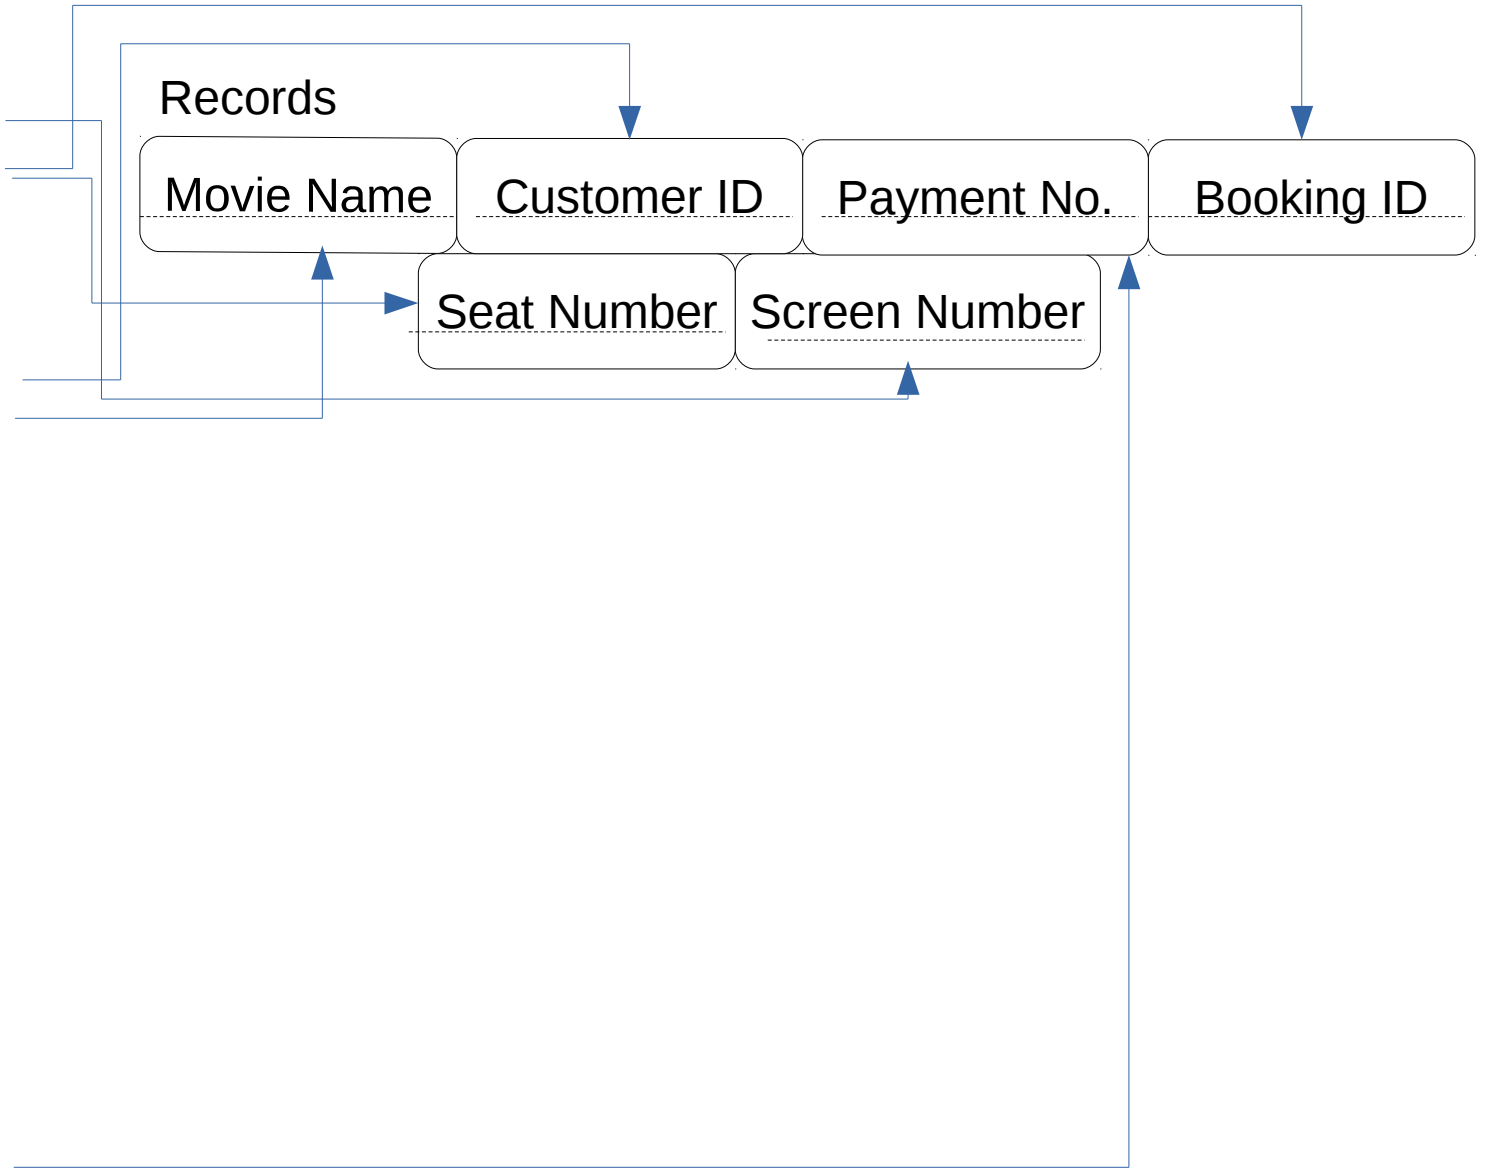 Records
Movie Name
Customer ID
Payment No.
Booking ID
Seat Number
Screen Number